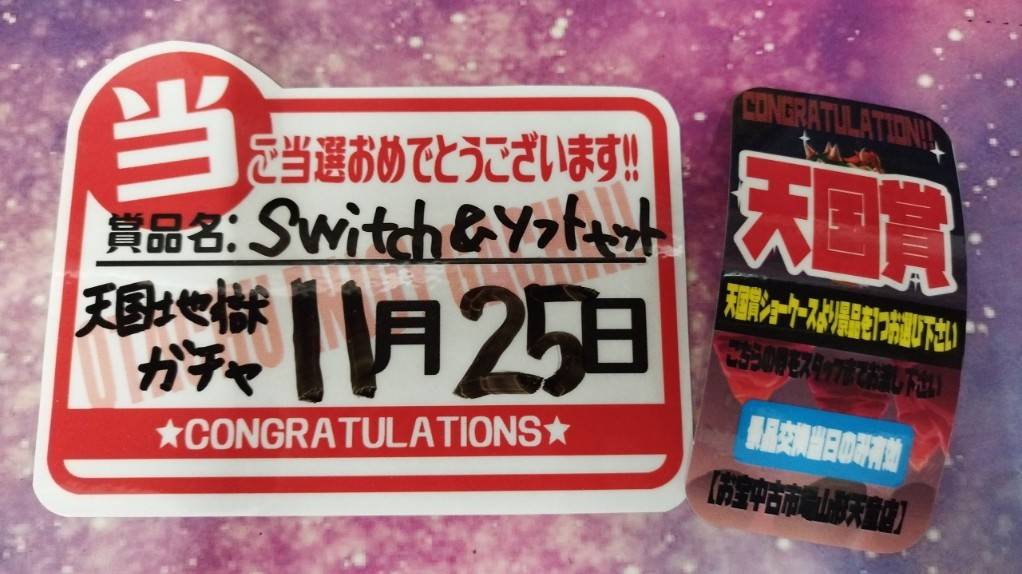 当
ご当選おめでとうございます!!
賞品名: Switch&ソフトセット
天国地獄
ガチャ
11月25日
★CONGRATULATIONS★
CONGRATULATION!!
天国賞
天国賞ショーケースより景品を1つお選び下さい
こちらの券をスタッフまでお渡し下さい
景品交換当日のみ有効
【お宝中古市場山形天童店】